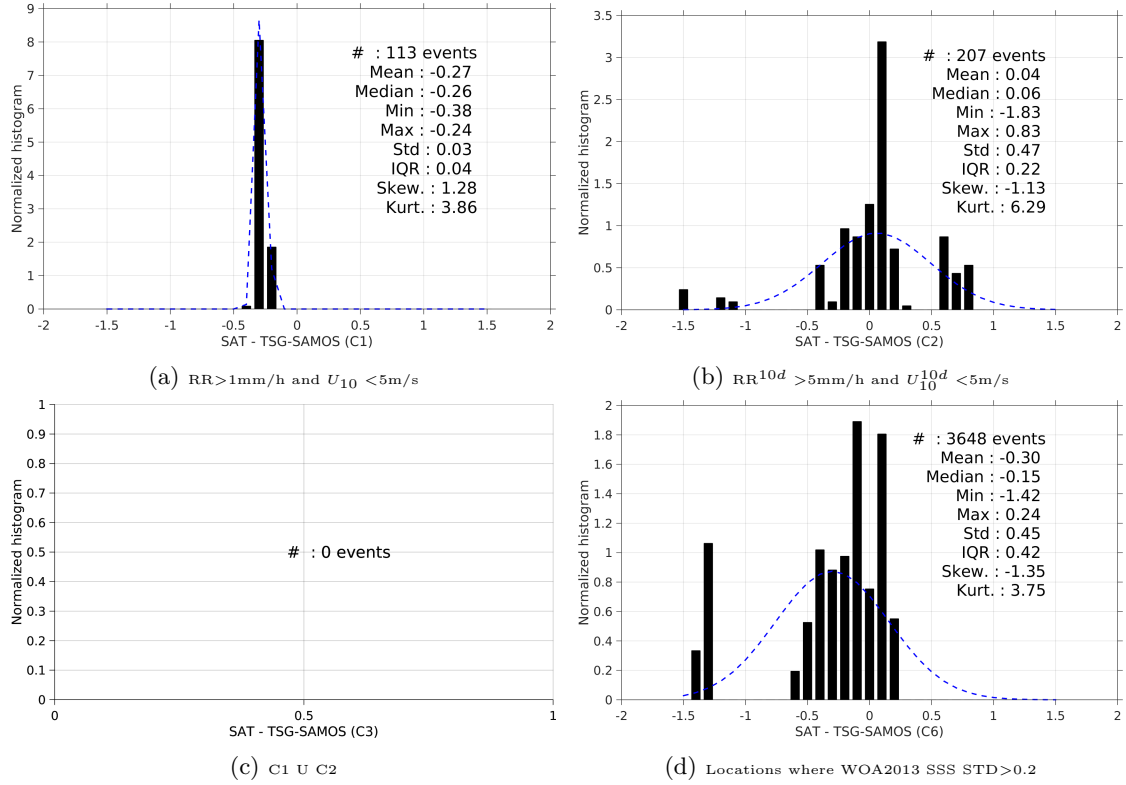 9
8
7
6
5
4
3
2
1
0
Normalized histogram
-2 -1.5 -1 -0.5 0 0.5 1 1.5 2
SAT - TSG-SAMOS (C1)
# : 113 events
Mean : -0.27
Median : -0.26
Min : -0.38
Max : -0.24
Std : 0.03
IQR : 0.04
Skew. : 1.28
Kurt. : 3.86
(a) RR>1mm/h and U10 <5m/s
3.5
3
2.5
2
1.5
1
0.5
0
Normalized histogram
-2 -1.5 -1 -0.5 0 0.5 1 1.5 2
SAT - TSG-SAMOS (C2)
# : 207 events
Mean : 0.04
Median : 0.06
Min : -1.83
Max : 0.83
Std : 0.47
IQR : 0.22
Skew. : -1.13
Kurt. : 6.29
(b) RR^10d >5mm/h and U_10^10d <5m/s
1
0.9
0.8
0.7
0.6
0.5
0.4
0.3
0.2
0.1
0
Normalized histogram
0 0.5 1
SAT - TSG-SAMOS (C3)
# : 0 events
(c) C1 U C2
2
1.8
1.6
1.4
1.2
1
0.8
0.6
0.4
0.2
0
Normalized histogram
-2 -1.5 -1 -0.5 0 0.5 1 1.5 2
SAT - TSG-SAMOS (C6)
# : 3648 events
Mean : -0.30
Median : -0.15
Min : -1.42
Max : 0.24
Std : 0.45
IQR : 0.42
Skew. : -1.35
Kurt. : 3.75
(d) Locations where WOA2013 SSS STD>0.2